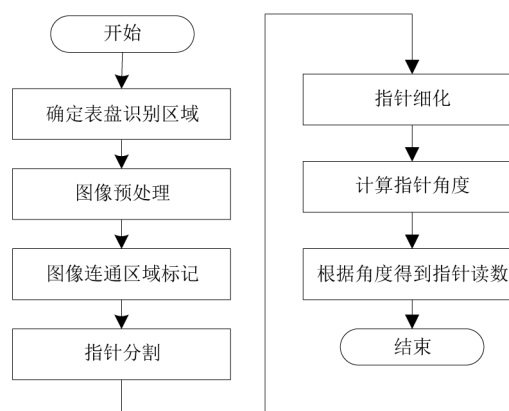 开始
确定表盘识别区域
图像预处理
图像连通区域标记
指针分割
指针细化
计算指针角度
根据角度得到指针读数
结束